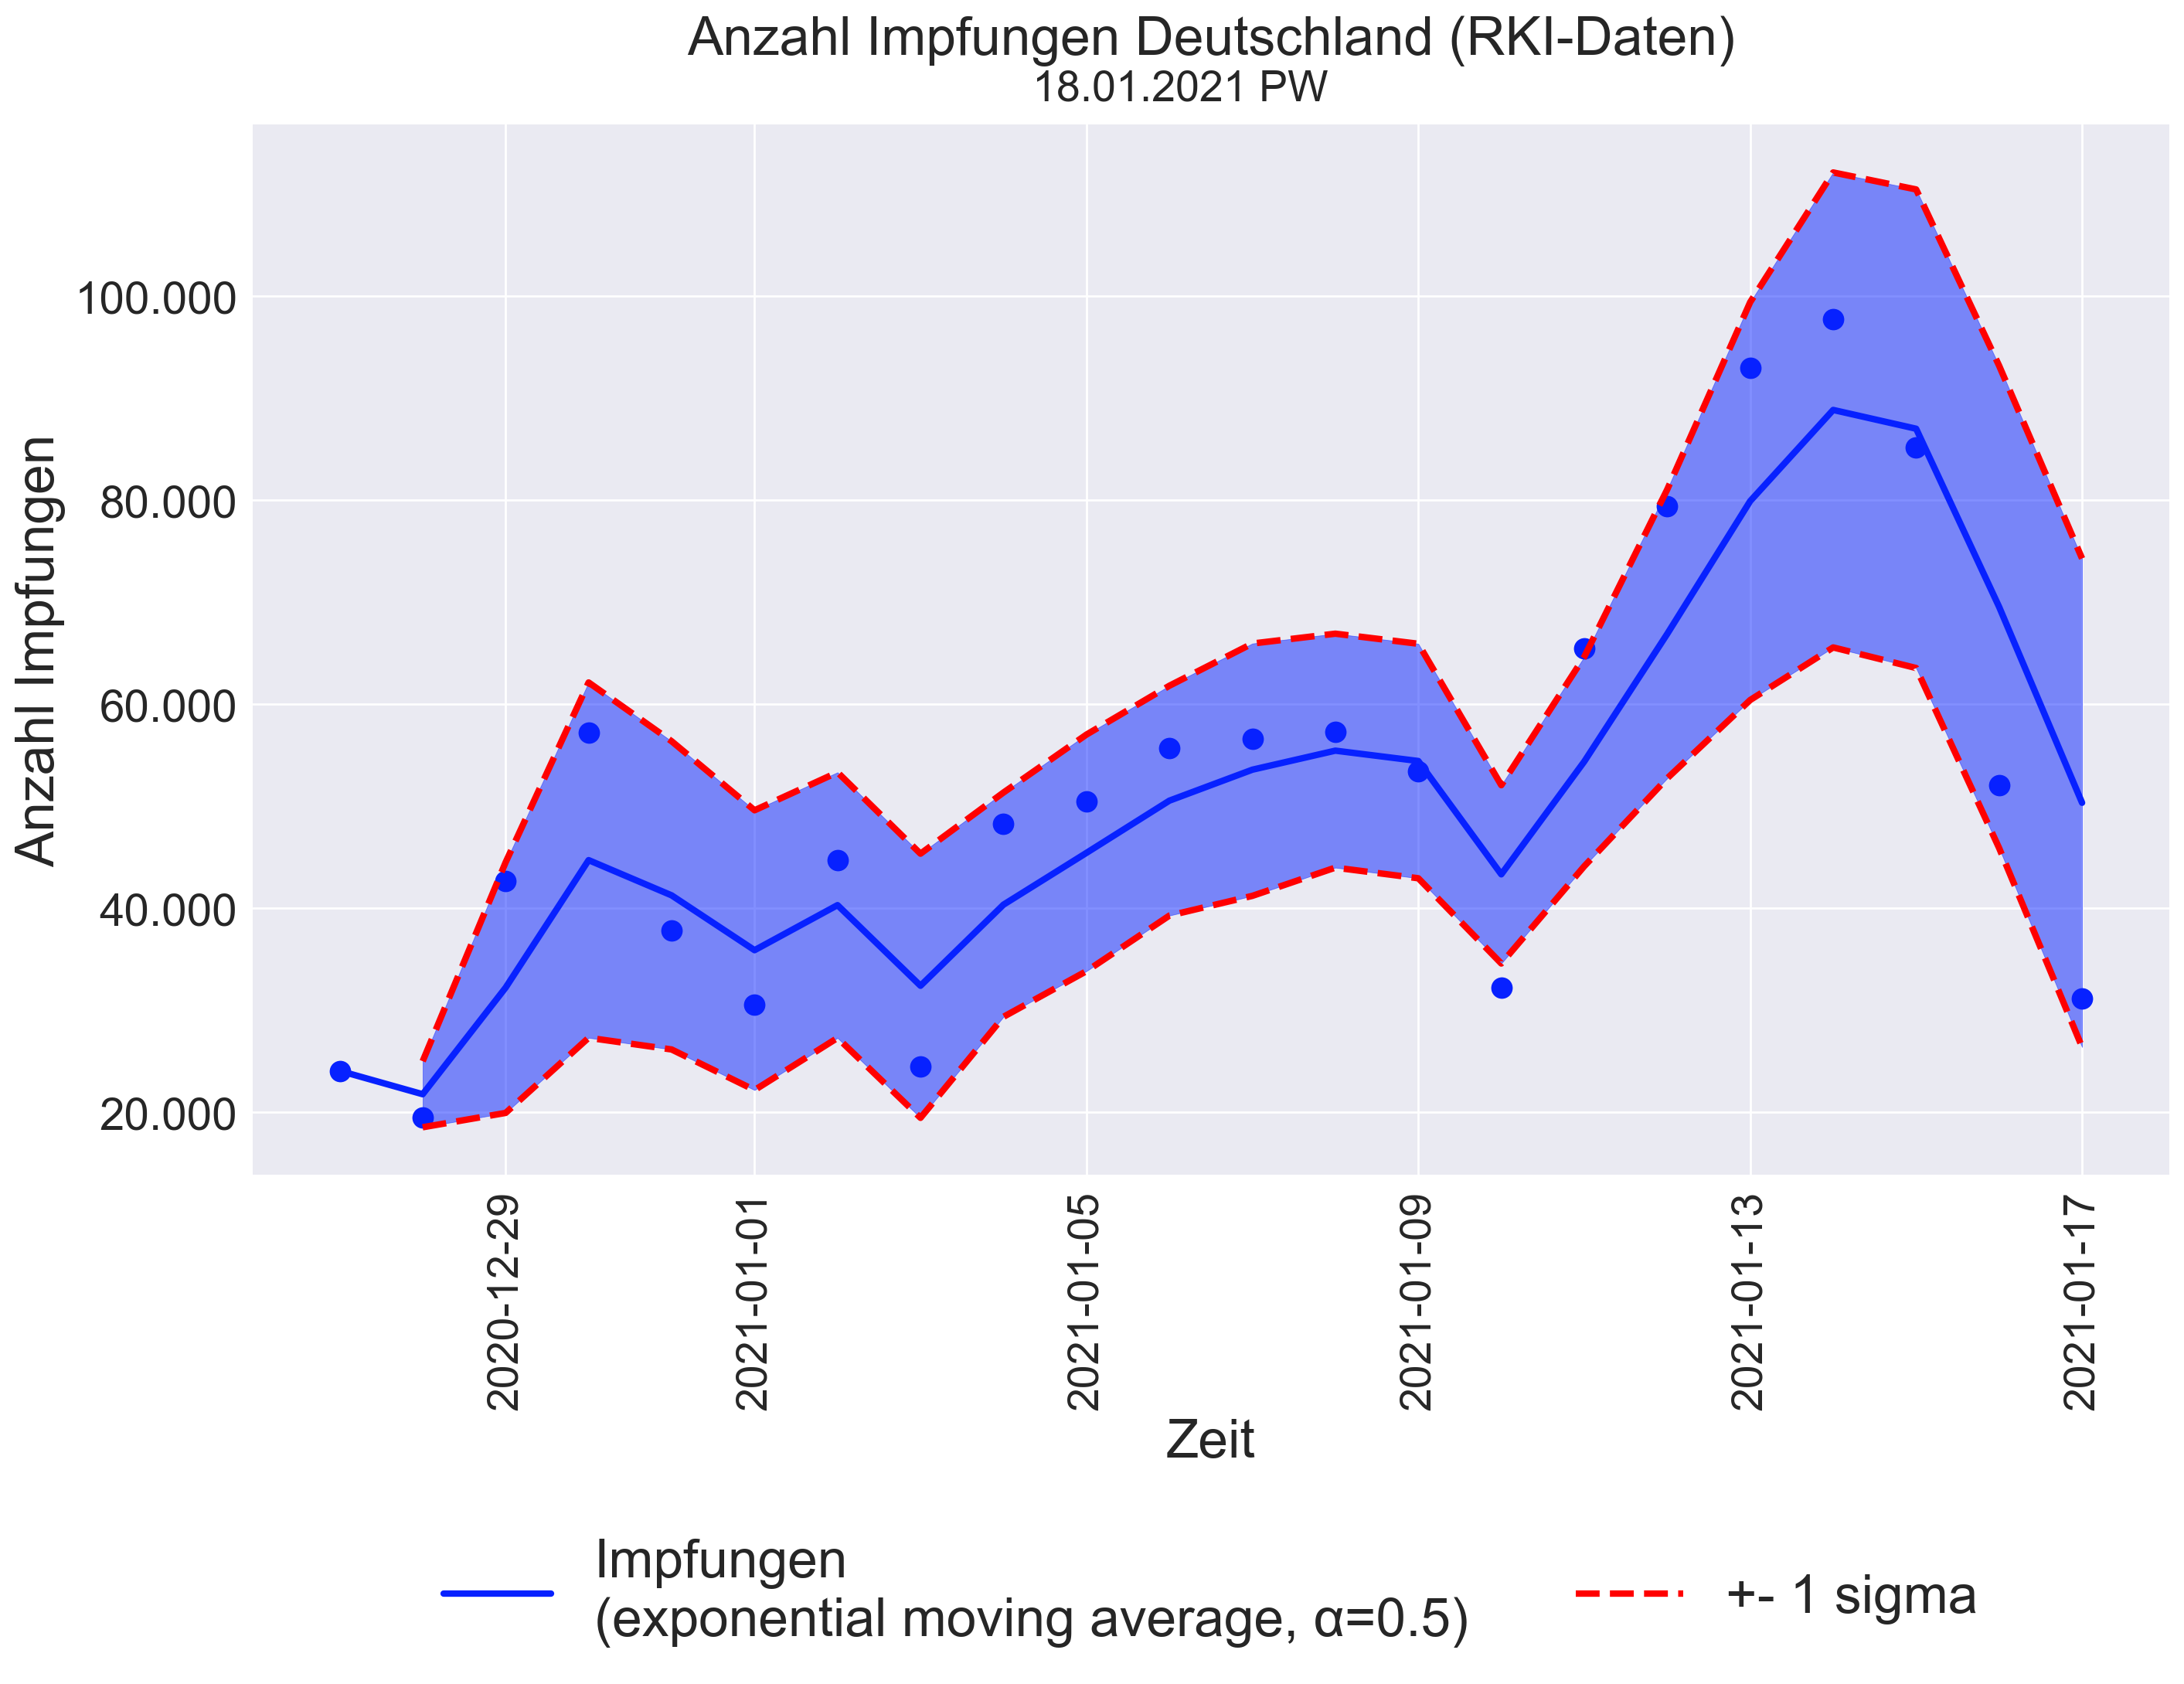 Anzahl Impfungen Deutschland (RKI-Daten)
18.01.2021 PW
Anzahl Impfungen
100.000
80.000
60.000
40.000
20.000
2020-12-29
2021-01-01
2021-01-05
2021-01-09
2021-01-13
2021-01-17
Zeit
Impfungen
(exponential moving average, α=0.5)
+- 1 sigma